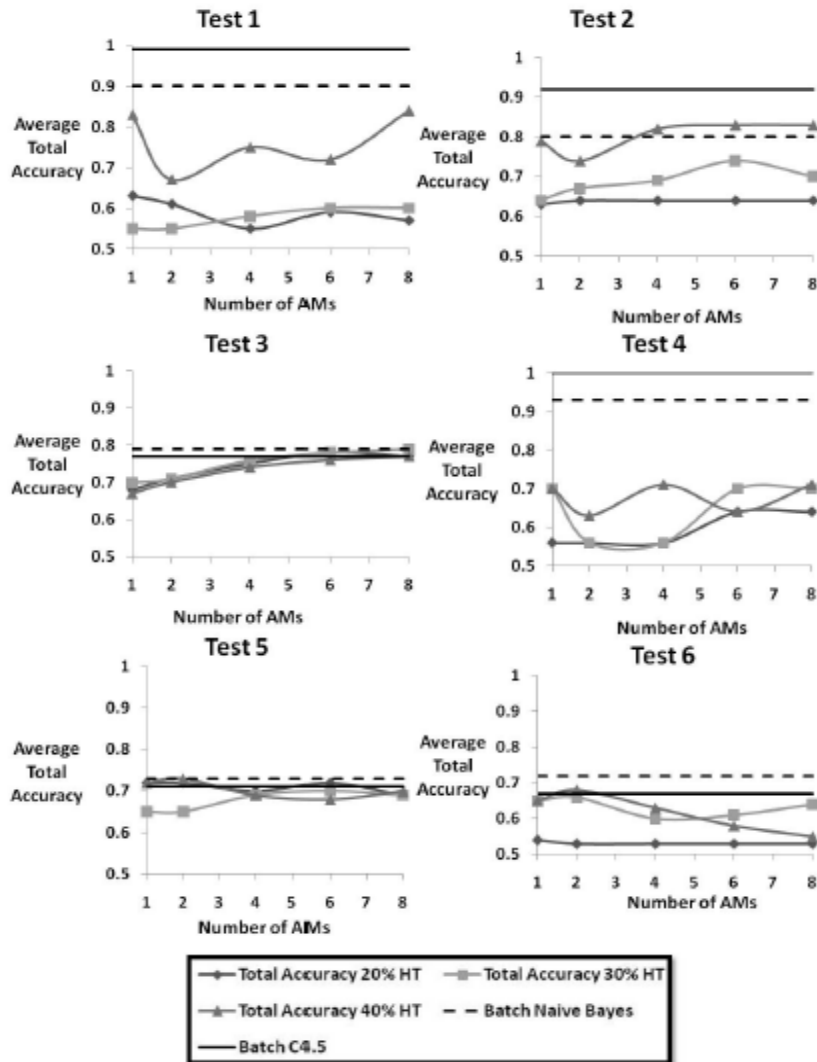 Test 1
1
0.9
0.8
0.7
0.6
0.5
Average
Total
Accuracy
1 2 3 4 5 6 7 8
Number of AMs
Test 2
1
0.9
0.8
0.7
0.6
0.5
Average
Total
Accuracy
1 2 3 4 5 6 7 8
Number of AMs
Test 3
1
0.9
0.8
0.7
0.6
0.5
Average
Total
Accuracy
1 2 3 4 5 6 7 8
Number of AMs
Test 4
1
0.9
0.8
0.7
0.6
0.5
Average
Total
Accuracy
1 2 3 4 5 6 7 8
Number of AMs
Test 5
1
0.9
0.8
0.7
0.6
0.5
Average
Total
Accuracy
1 2 3 4 5 6 7 8
Number of AMs
Test 6
1
0.9
0.8
0.7
0.6
0.5
Average
Total
Accuracy
1 2 3 4 5 6 7 8
Number of AMs
Total Accuracy 20% HT Total Accuracy 30% HT
Total Accuracy 40% HT Batch Naive Bayes
Batch C4.5